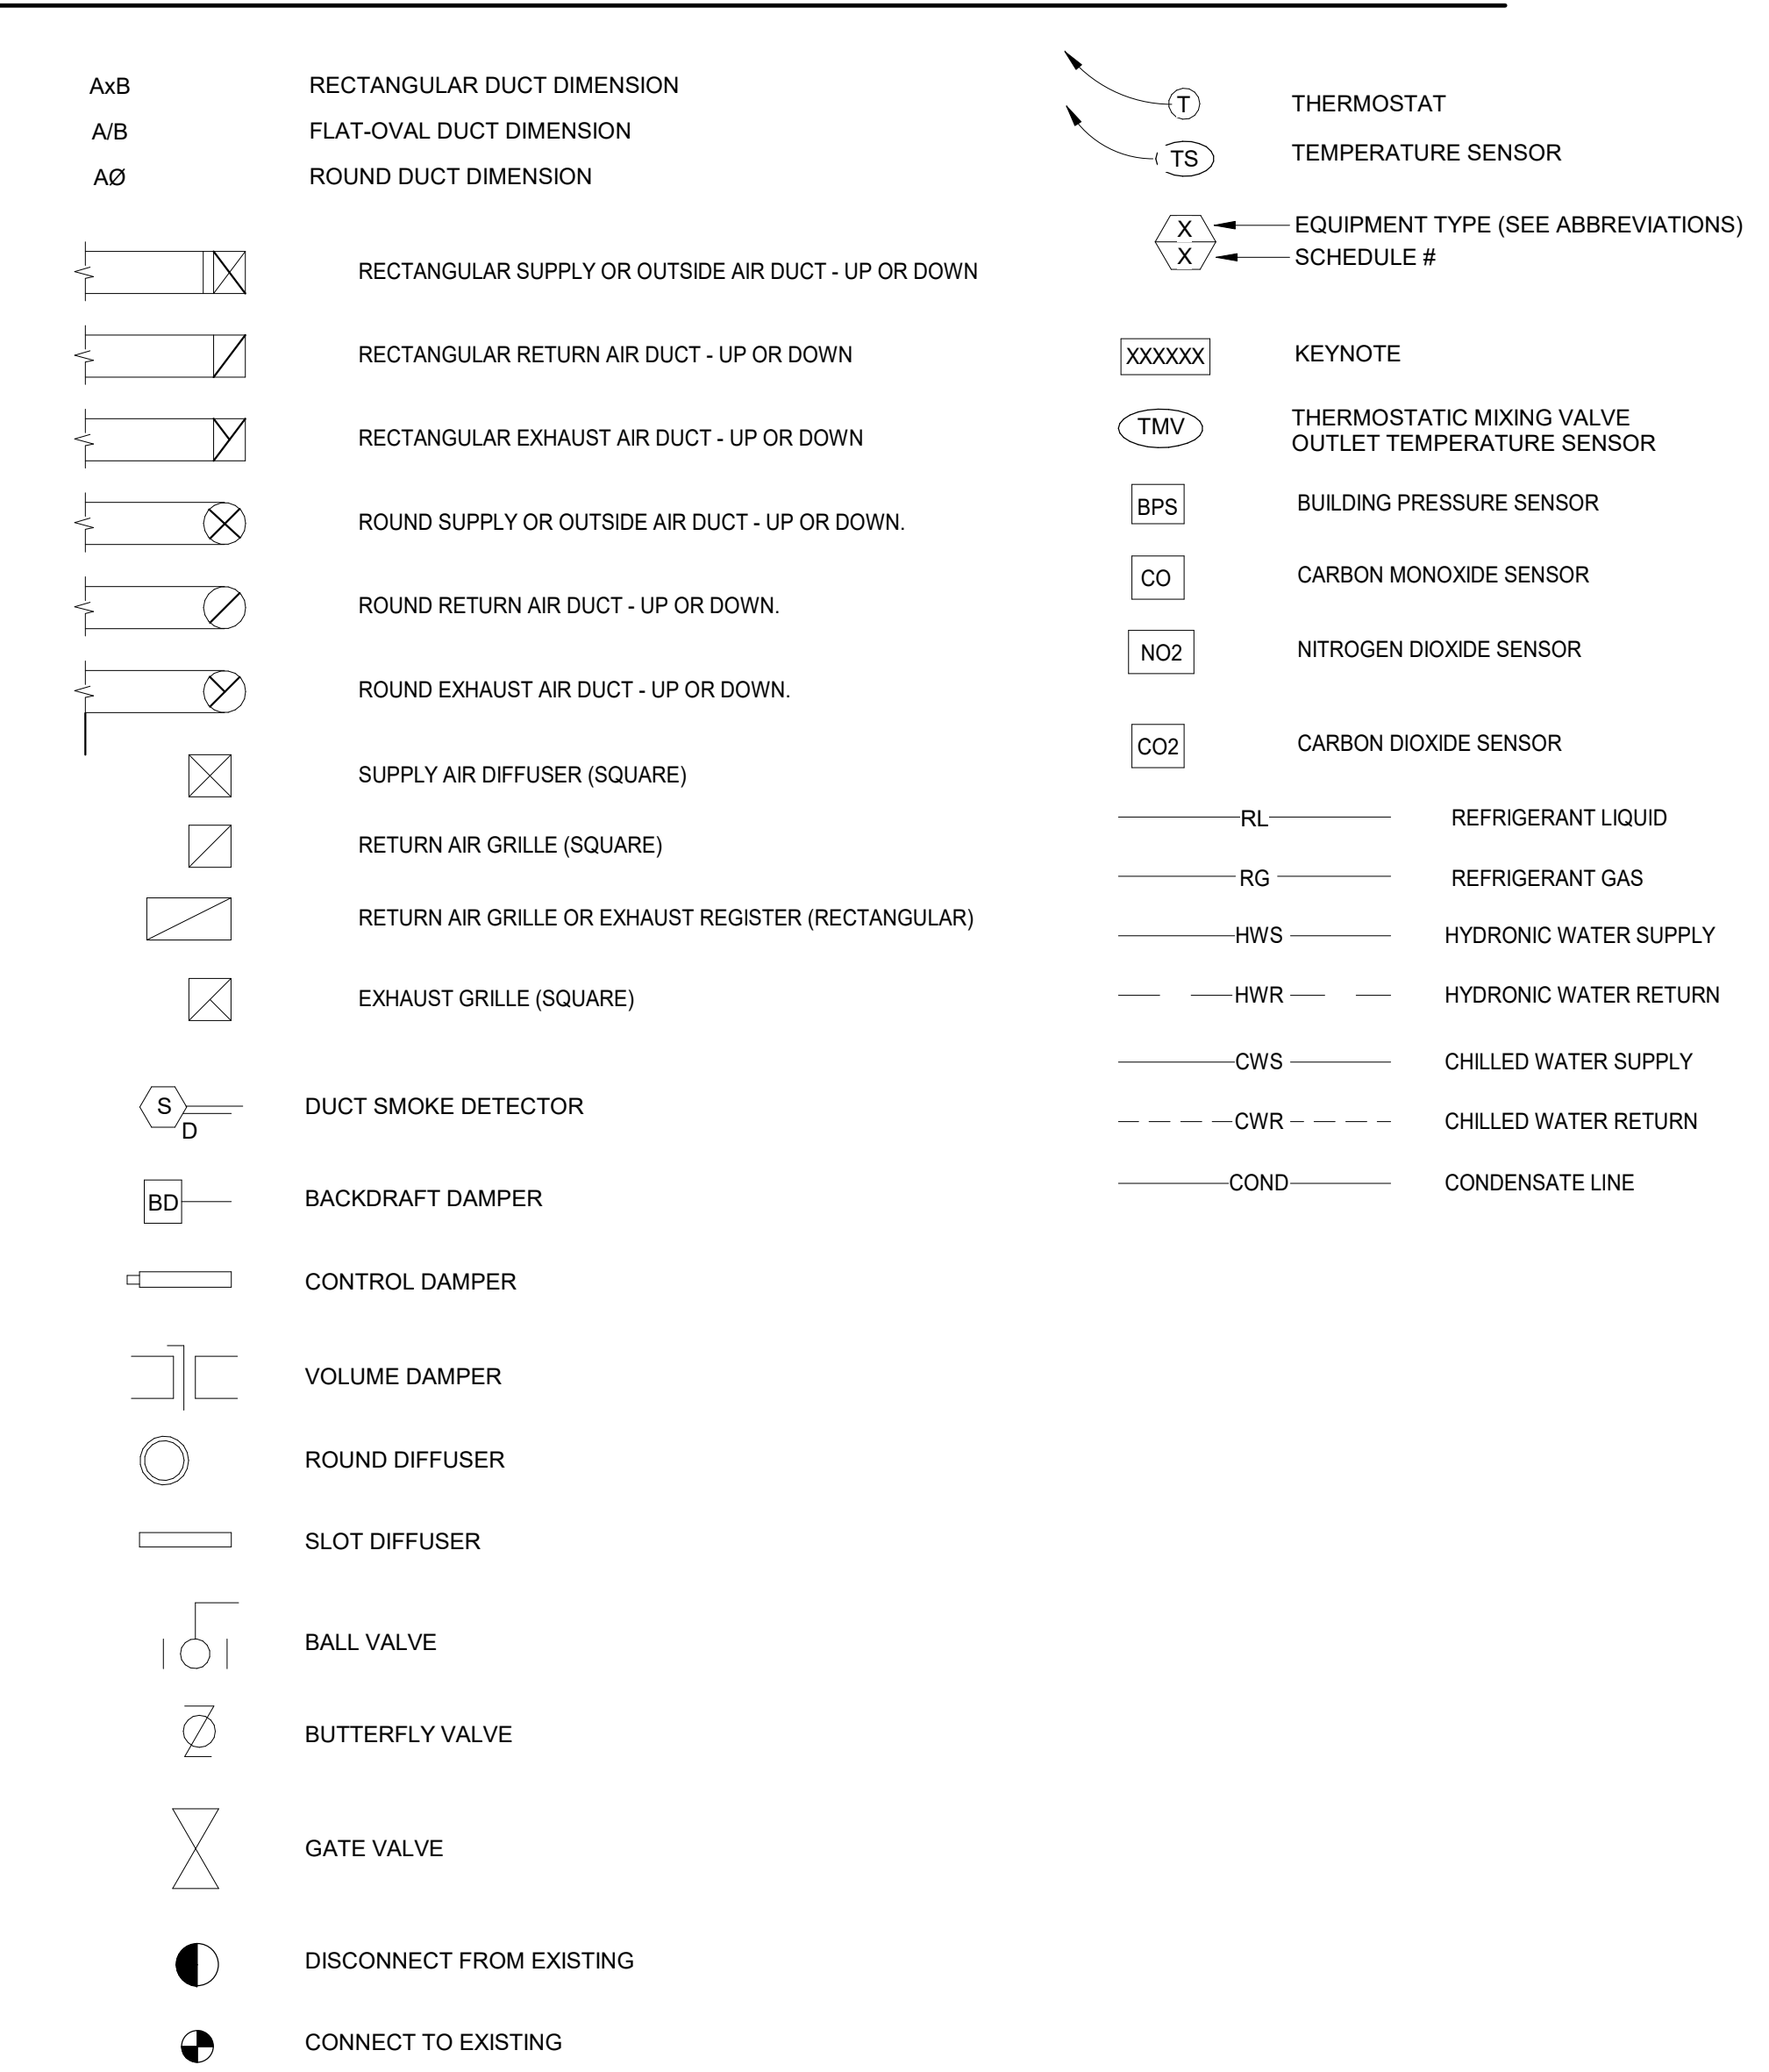 AxB RECTANGULAR DUCT DIMENSION
A/B FLAT-OVAL DUCT DIMENSION
AØ ROUND DUCT DIMENSION
RECTANGULAR SUPPLY OR OUTSIDE AIR DUCT - UP OR DOWN
RECTANGULAR RETURN AIR DUCT - UP OR DOWN
RECTANGULAR EXHAUST AIR DUCT - UP OR DOWN
ROUND SUPPLY OR OUTSIDE AIR DUCT - UP OR DOWN.
ROUND RETURN AIR DUCT - UP OR DOWN.
ROUND EXHAUST AIR DUCT - UP OR DOWN.
SUPPLY AIR DIFFUSER (SQUARE)
RETURN AIR GRILLE (SQUARE)
RETURN AIR GRILLE OR EXHAUST REGISTER (RECTANGULAR)
EXHAUST GRILLE (SQUARE)
S DUCT SMOKE DETECTOR
D
BD BACKDRAFT DAMPER
CONTROL DAMPER
VOLUME DAMPER
ROUND DIFFUSER
SLOT DIFFUSER
BALL VALVE
BUTTERFLY VALVE
GATE VALVE
DISCONNECT FROM EXISTING
CONNECT TO EXISTING
T THERMOSTAT
TS TEMPERATURE SENSOR
X EQUIPMENT TYPE (SEE ABBREVIATIONS)
X SCHEDULE #
XXXXXX KEYNOTE
TMV THERMOSTATIC MIXING VALVE
OUTLET TEMPERATURE SENSOR
BPS BUILDING PRESSURE SENSOR
CO CARBON MONOXIDE SENSOR
NO2 NITROGEN DIOXIDE SENSOR
CO2 CARBON DIOXIDE SENSOR
RL REFRIGERANT LIQUID
RG REFRIGERANT GAS
HWS HYDRONIC WATER SUPPLY
HWR HYDRONIC WATER RETURN
CWS CHILLED WATER SUPPLY
CWR CHILLED WATER RETURN
COND CONDENSATE LINE